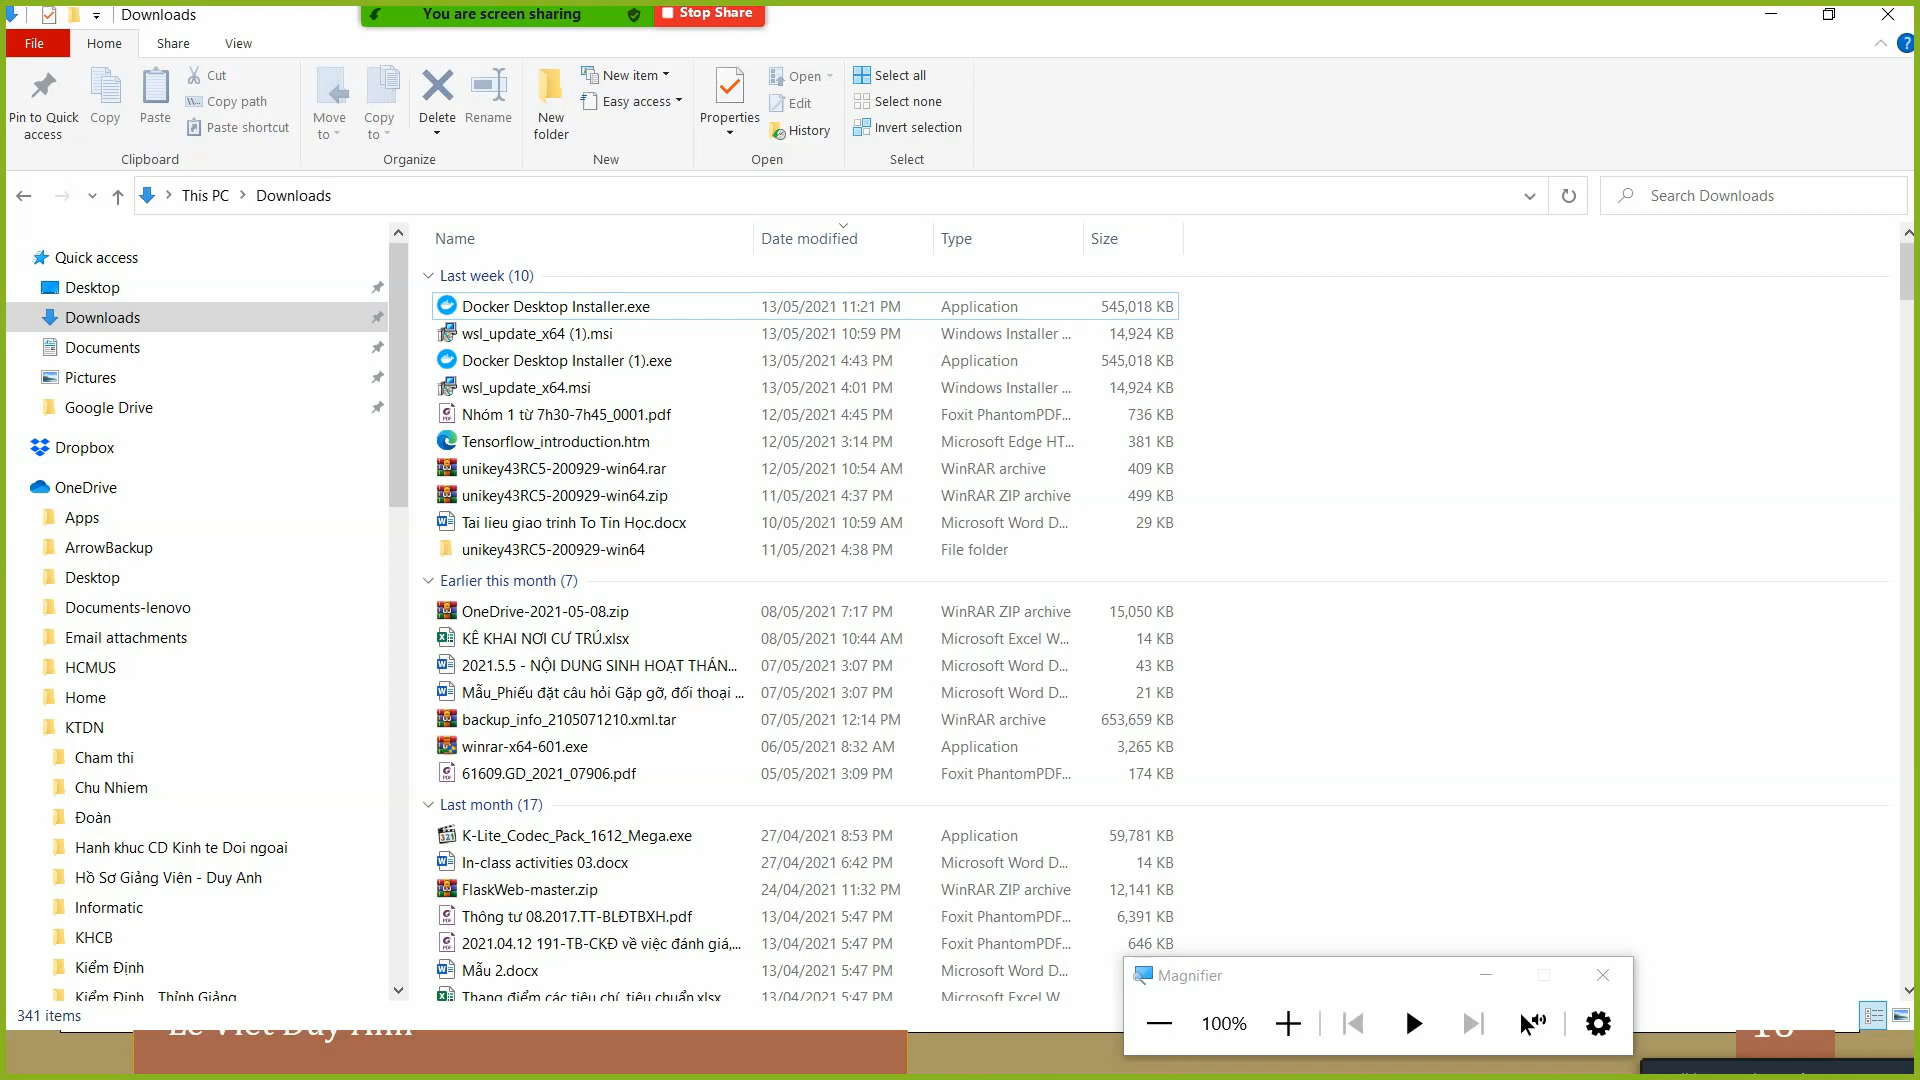 Downloads
You are screen sharing
Stop Share
File
Home
Share
View
?
Pin to Quick access
Copy
Paste
Cut
Copy path
Paste shortcut
Clipboard
Move to
Copy to
Delete
Rename
Organize
New folder
New item
Easy access
New
Properties
Open
Edit
History
Open
Select all
Select none
Invert selection
Select
This PC
Downloads
Search Downloads
Quick access
Desktop
Downloads
Documents
Pictures
Google Drive
Dropbox
OneDrive
Apps
ArrowBackup
Desktop
Documents-lenovo
Email attachments
HCMUS
Home
KTDN
Cham thi
Chu Nhiem
Đoàn
Hanh khuc CD Kinh te Doi ngoai
Hồ Sơ Giảng Viên - Duy Anh
Informatic
KHCB
Kiểm Định
Kiểm Định - Thỉnh Giảng
Name Date modified Type Size
Last week (10)
Docker Desktop Installer.exe 13/05/2021 11:21 PM Application 545,018 KB
wsl_update_x64 (1).msi 13/05/2021 10:59 PM Windows Installer ... 14,924 KB
Docker Desktop Installer (1).exe 13/05/2021 4:43 PM Application 545,018 KB
wsl_update_x64.msi 13/05/2021 4:01 PM Windows Installer ... 14,924 KB
Nhóm 1 từ 7h30-7h45_0001.pdf 12/05/2021 4:45 PM Foxit PhantomPDF... 736 KB
Tensorflow_introduction.htm 12/05/2021 3:14 PM Microsoft Edge HT... 381 KB
unikey43RC5-200929-win64.rar 12/05/2021 10:54 AM WinRAR archive 409 KB
unikey43RC5-200929-win64.zip 11/05/2021 4:37 PM WinRAR ZIP archive 499 KB
Tai lieu giao trinh To Tin Học.docx 10/05/2021 10:59 AM Microsoft Word D... 29 KB
unikey43RC5-200929-win64 11/05/2021 4:38 PM File folder
Earlier this month (7)
OneDrive-2021-05-08.zip 08/05/2021 7:17 PM WinRAR ZIP archive 15,050 KB
KÊ KHAI NƠI CƯ TRÚ.xlsx 08/05/2021 10:44 AM Microsoft Excel W... 14 KB
2021.5.5 - NỘI DUNG SINH HOẠT THÁN... 07/05/2021 3:07 PM Microsoft Word D... 43 KB
Mẫu_Phiếu đặt câu hỏi Gặp gỡ, đối thoại ... 07/05/2021 3:07 PM Microsoft Word D... 21 KB
backup_info_2105071210.xml.tar 07/05/2021 12:14 PM WinRAR archive 653,659 KB
winrar-x64-601.exe 06/05/2021 8:32 AM Application 3,265 KB
61609.GD_2021_07906.pdf 05/05/2021 3:09 PM Foxit PhantomPDF... 174 KB
Last month (17)
K-Lite_Codec_Pack_1612_Mega.exe 27/04/2021 8:53 PM Application 59,781 KB
In-class activities 03.docx 27/04/2021 6:42 PM Microsoft Word D... 14 KB
FlaskWeb-master.zip 24/04/2021 11:32 PM WinRAR ZIP archive 12,141 KB
Thông tư 08.2017.TT-BLĐTBXH.pdf 13/04/2021 5:47 PM Foxit PhantomPDF... 6,391 KB
2021.04.12 191-TB-CKĐ về việc đánh giá,... 13/04/2021 5:47 PM Foxit PhantomPDF... 646 KB
Mẫu 2.docx 13/04/2021 5:47 PM Microsoft Word D...
Thang điểm các tiêu chí, tiêu chuẩn.xlsx 13/04/2021 5:47 PM Microsoft Excel W
Magnifier
100%
341 items
Le Viet Duy Anh